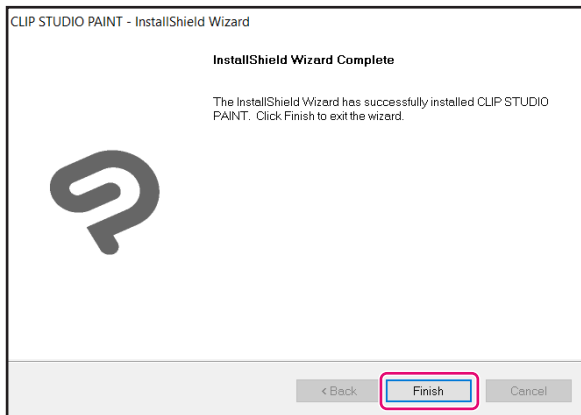 CLIP STUDIO PAINT - InstallShield Wizard
InstallShield Wizard Complete
The InstallShield Wizard has successfully installed CLIP STUDIO
PAINT. Click Finish to exit the wizard.
< Back Finish Cancel